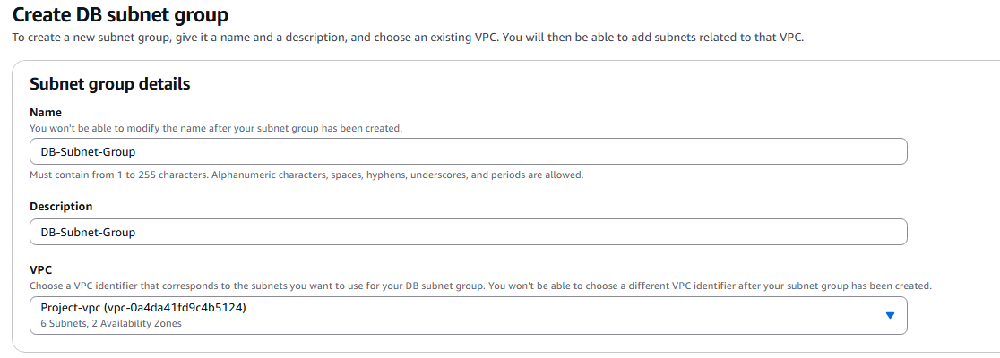 Create DB subnet group
To create a new subnet group, give it a name and a description, and choose an existing VPC. You will then be able to add subnets related to that VPC.
Subnet group details
Name
You won't be able to modify the name after your subnet group has been created.
DB-Subnet-Group
Must contain from 1 to 255 characters. Alphanumeric characters, spaces, hyphens, underscores, and periods are allowed.
Description
DB-Subnet-Group
VPC
Choose a VPC identifier that corresponds to the subnets you want to use for your DB subnet group. You won't be able to choose a different VPC identifier after your subnet group has been created.
Project-vpc (vpc-0a4da41fd9c4b5124)
6 Subnets, 2 Availability Zones